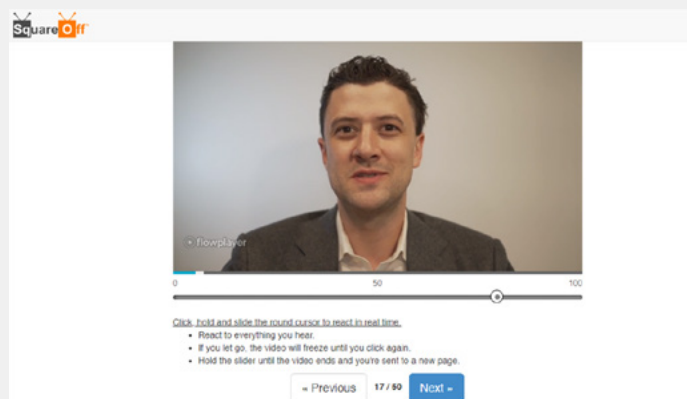 SquareOff
flowplayer
0 50 100
Click, hold and slide the round cursor to react in real time.
• React to everything you hear.
• If you let go, the video will freeze until you click again.
• Hold the slider until the video ends and you're sent to a new page.
« Previous 17 / 50 Next »